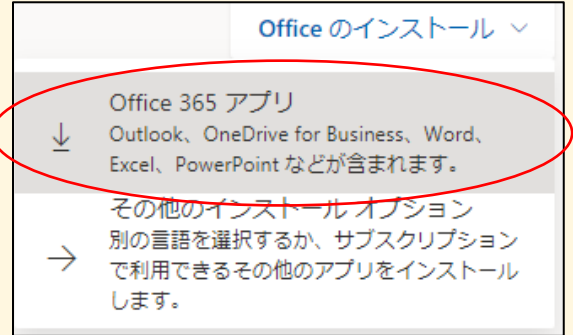 Office のインストール
Office 365 アプリ
Outlook、OneDrive for Business、Word、
Excel、PowerPoint などが含まれます。
その他のインストール オプション
別の言語を選択するか、サブスクリプション
で利用できるその他のアプリをインストール
します。